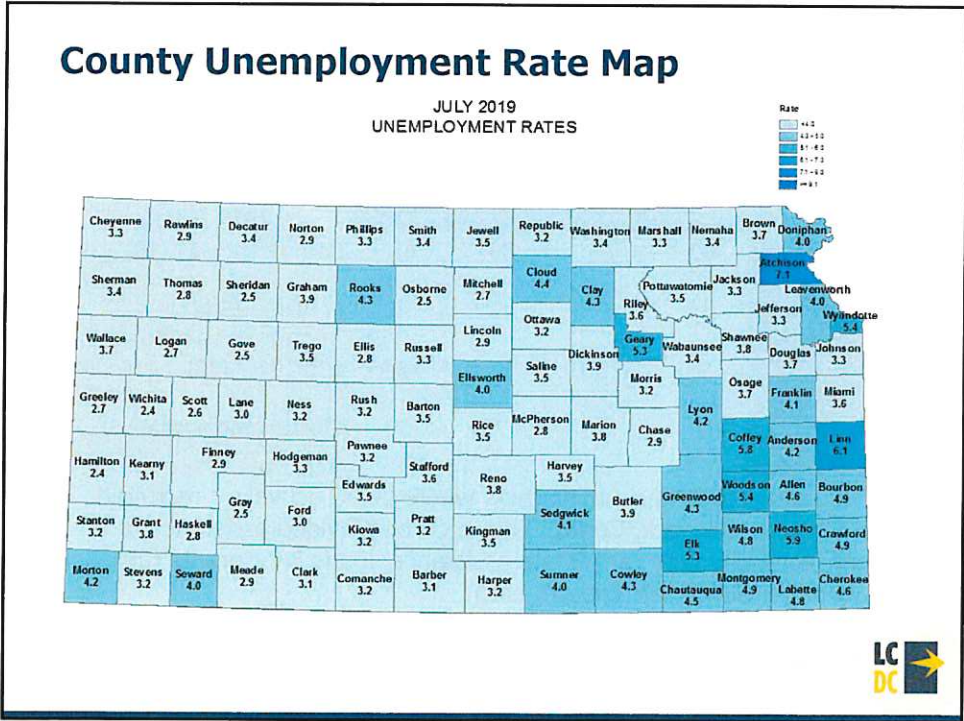 County Unemployment Rate Map
JULY 2019
UNEMPLOYMENT RATES
Rate
Cheyenne Rawlins Decatur Norton Phillips Smith Jewell Republic Washington Marshall Nemaha Brown Doniphan
3.3 2.9 3.4 2.9 3.3 3.4 3.5 3.2 3.4 3.3 3.4 3.7 4.0
Atchison
7.1
Sherman Thomas Sheridan Graham Rooks Osborne Mitchell Cloud Clay Riley Pottawatomie Jackson Jefferson Leavenworth Wyandotte
3.4 2.8 2.5 3.9 4.3 2.5 2.7 4.4 4.3 3.6 3.5 3.3 3.3 4.0 5.4
Lincoln Ottawa
2.9 3.2
Wallace Logan Gove Trego Ellis Russell Dickinson Geary Wabaunsee Shawnee Douglas Johnson
3.7 2.7 2.5 3.5 2.8 3.3 3.9 5.3 3.4 3.8 3.7 3.3
Ellsworth Saline Morris Osage Franklin Miami
4.0 3.5 3.2 3.7 4.1 3.6
Greeley Wichita Scott Lane Ness Rush Barton Rice McPherson Marion Chase Lyon
2.7 2.4 2.6 3.0 3.2 3.2 3.5 3.5 2.8 3.8 2.9 4.2
Coffey Anderson Linn
5.8 4.2 6.1
Hamilton Kearny Finney Hodgeman Pawnee Stafford Reno Harvey
2.4 3.1 2.9 3.3 3.2 3.6 3.8 3.5
Edwards
3.5
Gray Ford Sedgwick Butler Greenwood Woodson Allen Bourbon
2.5 3.0 4.1 3.9 4.3 5.4 4.6 4.9
Stanton Grant Haskell Kiowa Pratt Kingman Elk Wilson Neosho Crawford
3.2 3.8 2.8 3.2 3.2 3.5 5.3 4.8 5.9 4.9
Morton Stevens Seward Meade Clark Comanche Barber Harper Sumner Cowley Chautauqua Montgomery Labette Cherokee
4.2 3.2 4.0 2.9 3.1 3.2 3.1 3.2 4.0 4.3 4.5 4.9 4.8 4.6
LC
DC